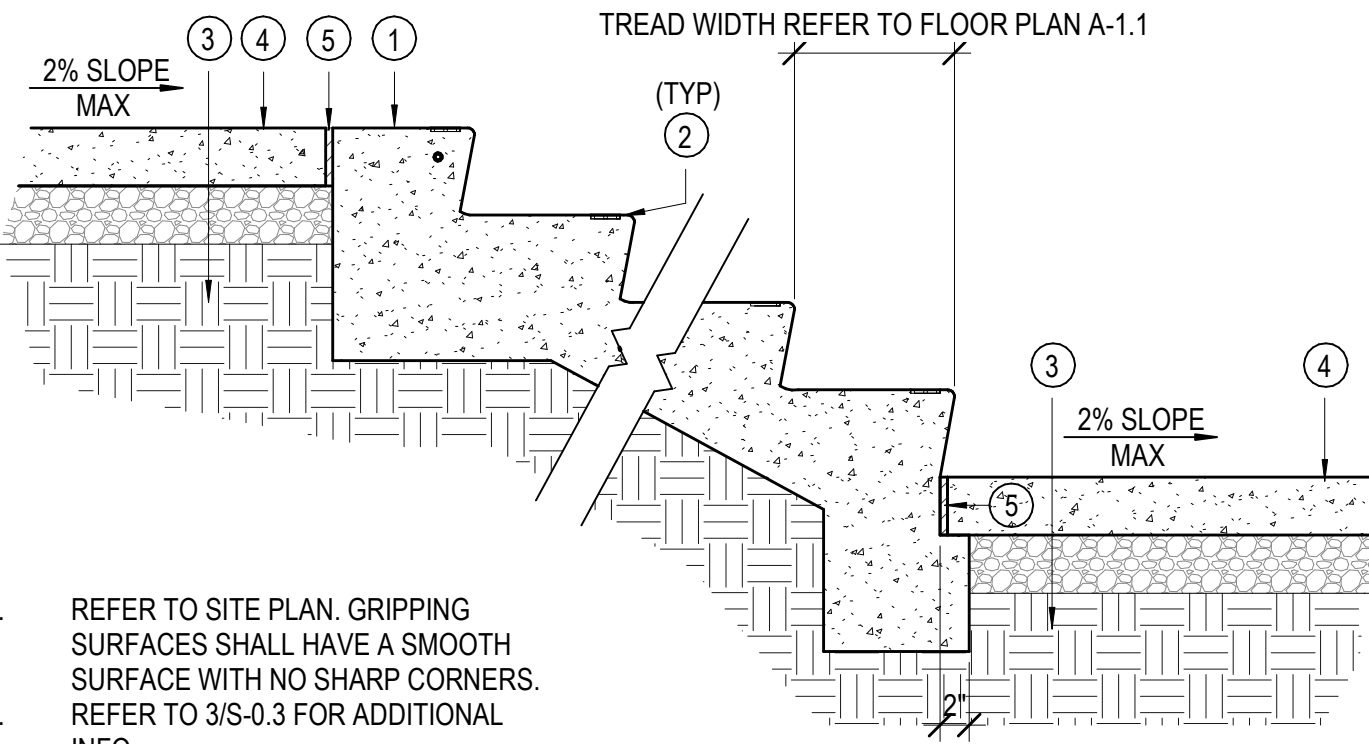 TREAD WIDTH REFER TO FLOOR PLAN A-1.1
3 4 5 1
2% SLOPE
MAX
(TYP)
2
3 4
2% SLOPE
MAX
5
2"
. REFER TO SITE PLAN. GRIPPING
SURFACES SHALL HAVE A SMOOTH
SURFACE WITH NO SHARP CORNERS.
. REFER TO 3/S-0.3 FOR ADDITIONAL
INFO